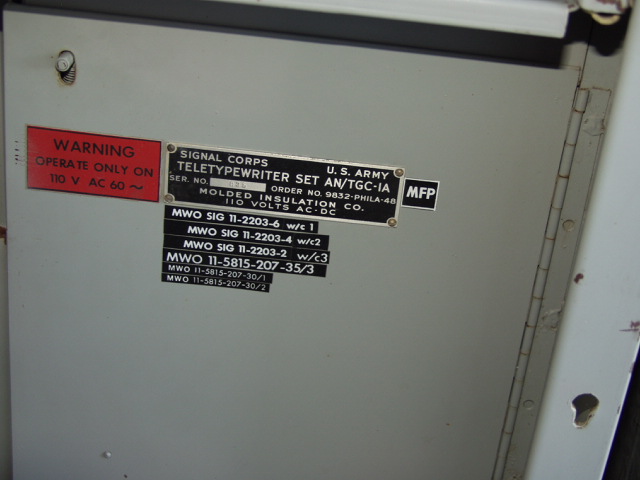 WARNING
OPERATE ONLY ON
110 V AC 60 ~
SIGNAL CORPS U.S. ARMY
TELETYPEWRITER SET AN/TGC-1A
SER. NO. ORDER NO. 9832-PHILA-48
MOLDED INSULATION CO.
110 VOLTS AC-DC
MFP
MWO SIG 11-2203-6 w/c 1
MWO SIG 11-2203-4 w/c2
MWO SIG 11-2203-2 w/c3
MWO 11-5815-207-35/3
MWO 11-5815-207-30/1
MWO 11-5815-207-30/2